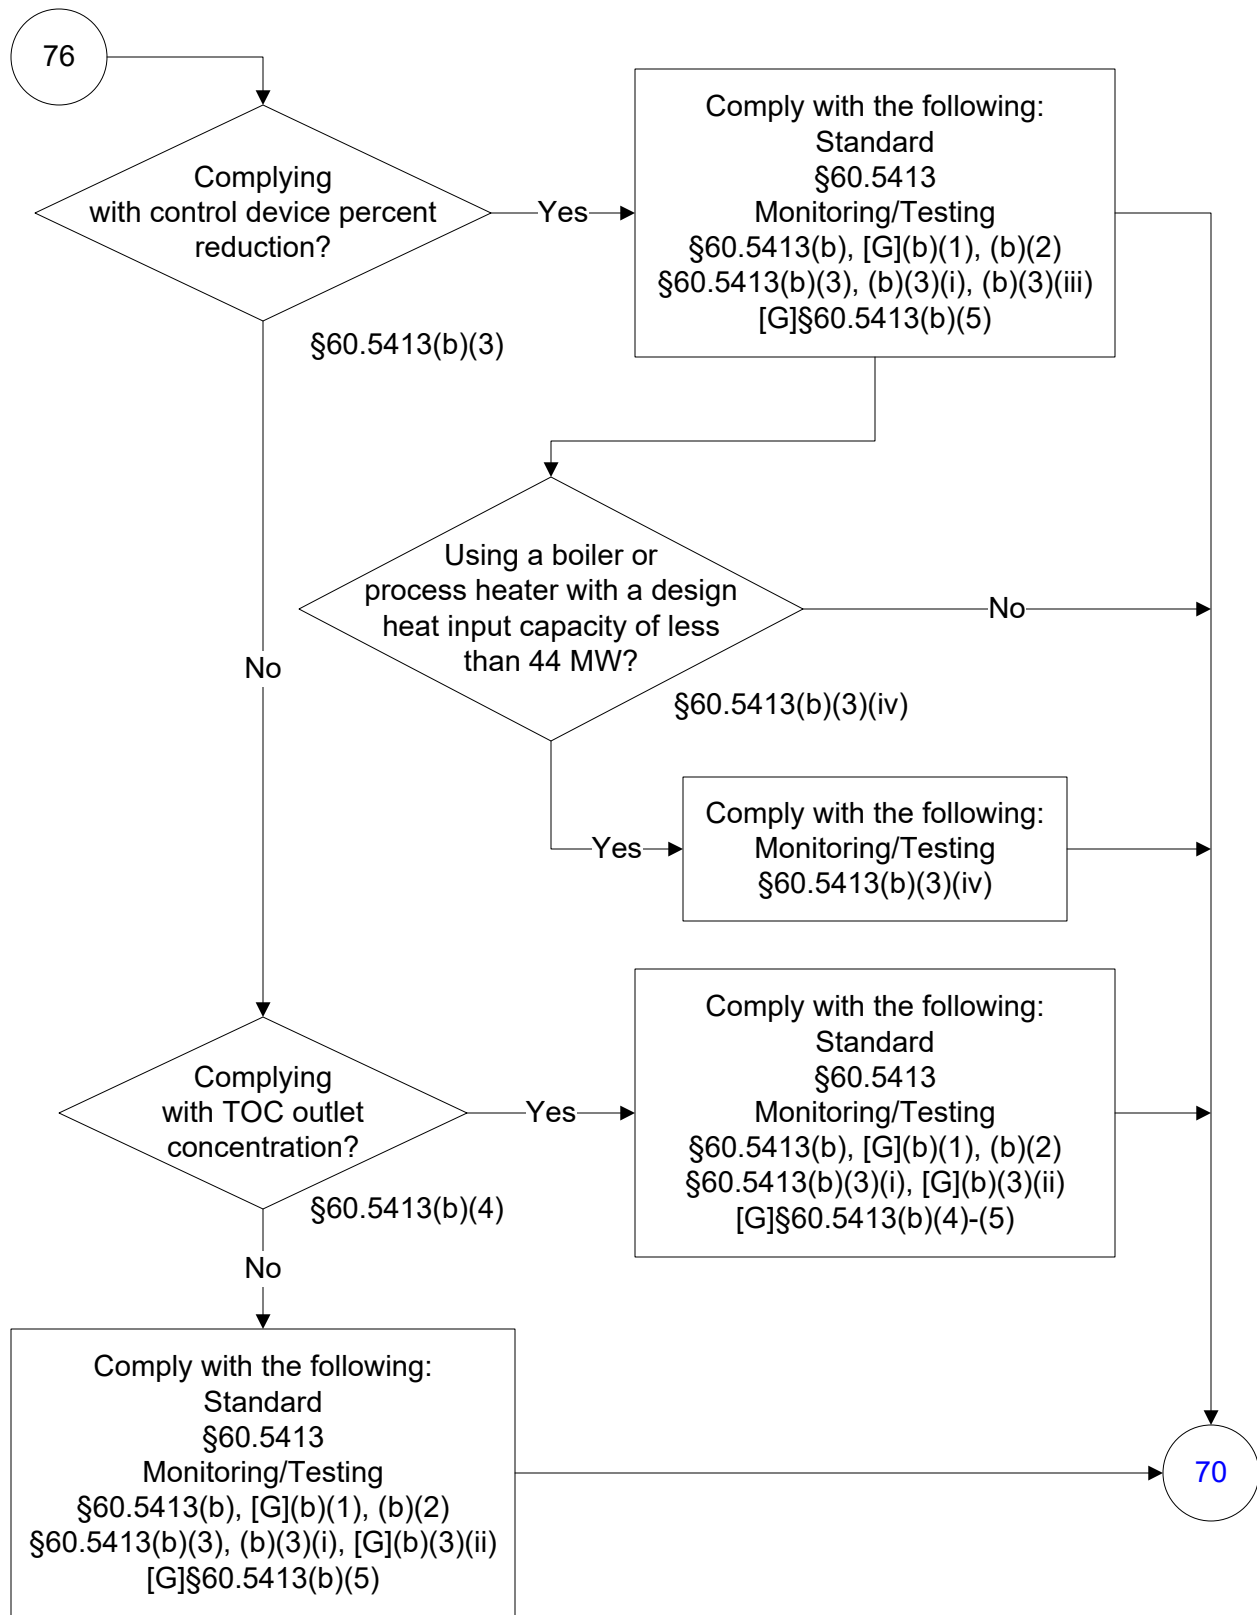 76
Complying
with control device percent
reduction?
Yes
Comply with the following:
Standard
§60.5413
Monitoring/Testing
§60.5413(b), [G](b)(1), (b)(2)
§60.5413(b)(3), (b)(3)(i), (b)(3)(iii)
[G]§60.5413(b)(5)
§60.5413(b)(3)
Using a boiler or
process heater with a design
heat input capacity of less
than 44 MW?
No
No
§60.5413(b)(3)(iv)
Yes
Comply with the following:
Monitoring/Testing
§60.5413(b)(3)(iv)
Complying
with TOC outlet
concentration?
Yes
Comply with the following:
Standard
§60.5413
Monitoring/Testing
§60.5413(b), [G](b)(1), (b)(2)
§60.5413(b)(3)(i), [G](b)(3)(ii)
[G]§60.5413(b)(4)-(5)
§60.5413(b)(4)
No
Comply with the following:
Standard
§60.5413
Monitoring/Testing
§60.5413(b), [G](b)(1), (b)(2)
§60.5413(b)(3), (b)(3)(i), [G](b)(3)(ii)
[G]§60.5413(b)(5)
70